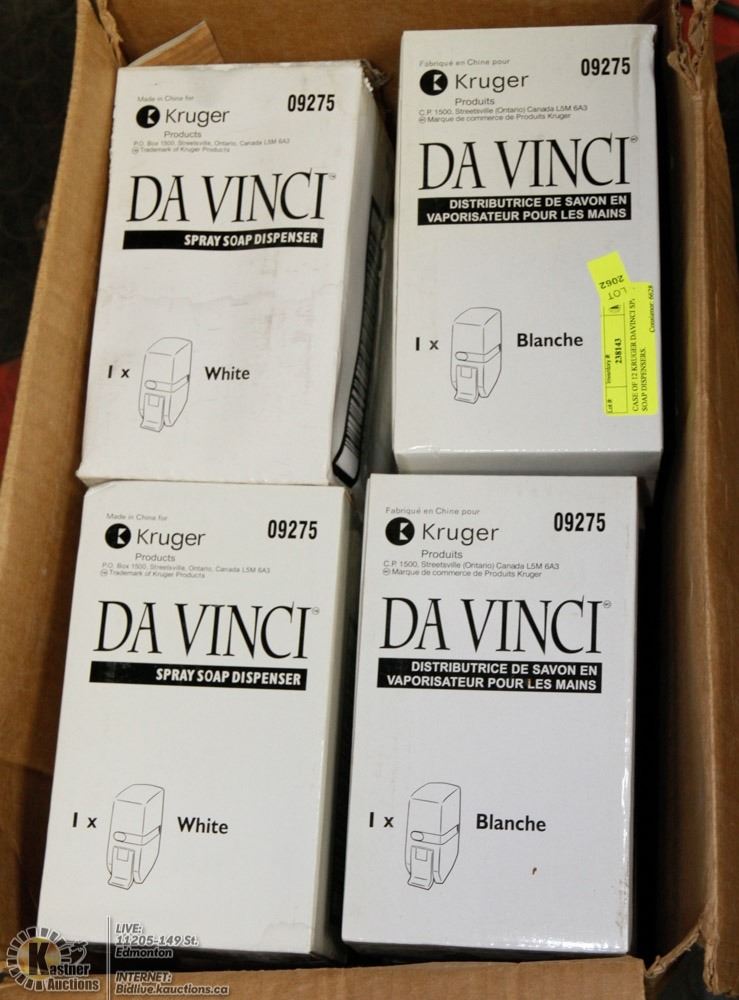 Made in China for
Kruger
Products
09275
P.O. Box 1500, Streetsville, Ontario, Canada L5M 6A3
Trademark of Kruger Products
DA VINCI
SPRAY SOAP DISPENSER
1 x
White
Fabriqué en Chine pour
Kruger
Produits
09275
C.P. 1500, Streetsville (Ontario) Canada L5M 6A3
Marque de commerce de Produits Kruger
DA VINCI
DISTRIBUTRICE DE SAVON EN
VAPORISATEUR POUR LES MAINS
1 x
Blanche
LOT
2062
Lot #
Inventory #
238143
CASE OF 12 KRUGER DAVINCI
SOAP DISPENSERS.
Consignor: 6628
Made in China for
Kruger
Products
09275
P.O. Box 1500, Streetsville, Ontario, Canada L5M 6A3
Trademark of Kruger Products
DA VINCI
SPRAY SOAP DISPENSER
1 x
White
Fabriqué en Chine pour
Kruger
Produits
09275
C.P. 1500, Streetsville (Ontario) Canada L5M 6A3
Marque de commerce de Produits Kruger
DA VINCI
DISTRIBUTRICE DE SAVON EN
VAPORISATEUR POUR LES MAINS
1 x
Blanche
K
Kastner
Auctions
LIVE:
11205-149 St.
Edmonton
INTERNET:
Bidlive.kauctions.ca